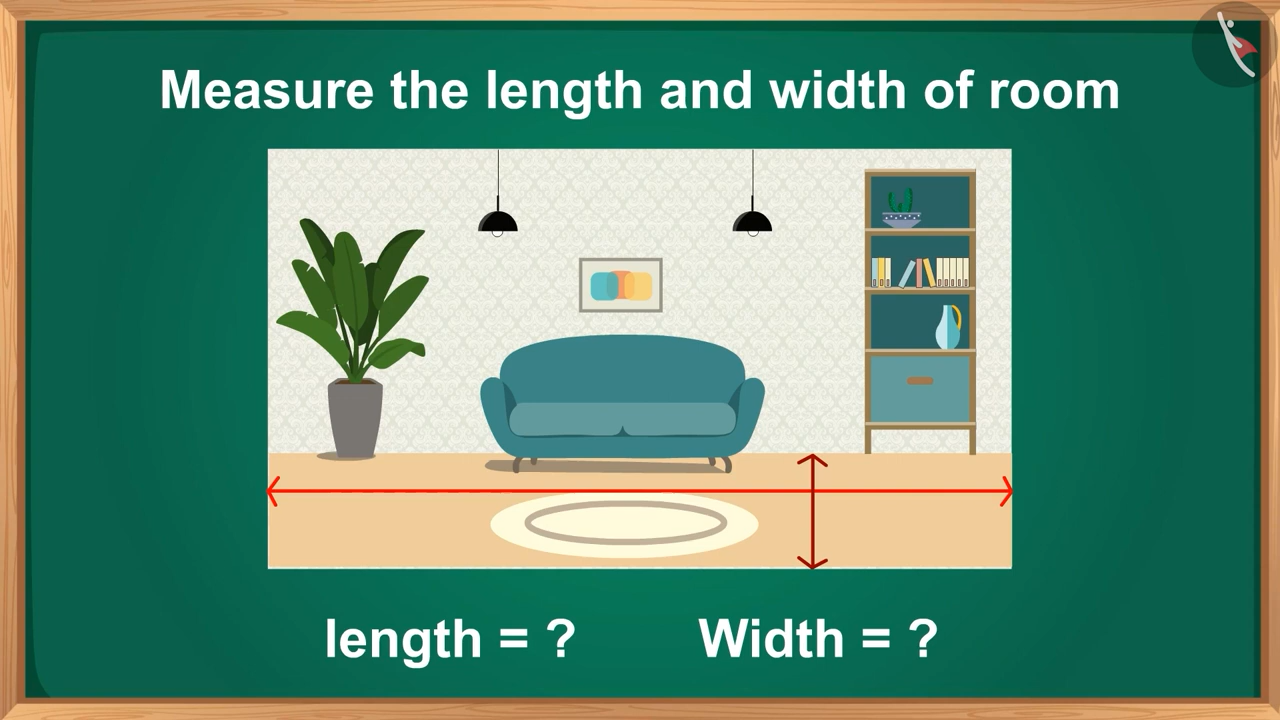 Measure the length and width of room
length = ? Width = ?